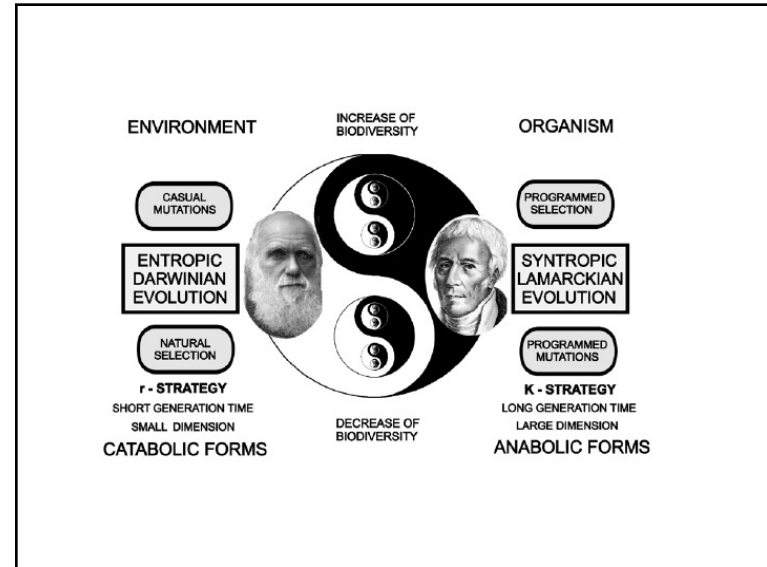 ENVIRONMENT
CASUAL
MUTATIONS
ENTROPIC
DARWINIAN
EVOLUTION
NATURAL
SELECTION
r - STRATEGY
SHORT GENERATION TIME
SMALL DIMENSION
CATABOLIC FORMS
INCREASE OF
BIODIVERSITY
DECREASE OF
BIODIVERSITY
ORGANISM
PROGRAMMED
SELECTION
SYNTROPIC
LAMARCKIAN
EVOLUTION
PROGRAMMED
MUTATIONS
K - STRATEGY
LONG GENERATION TIME
LARGE DIMENSION
ANABOLIC FORMS